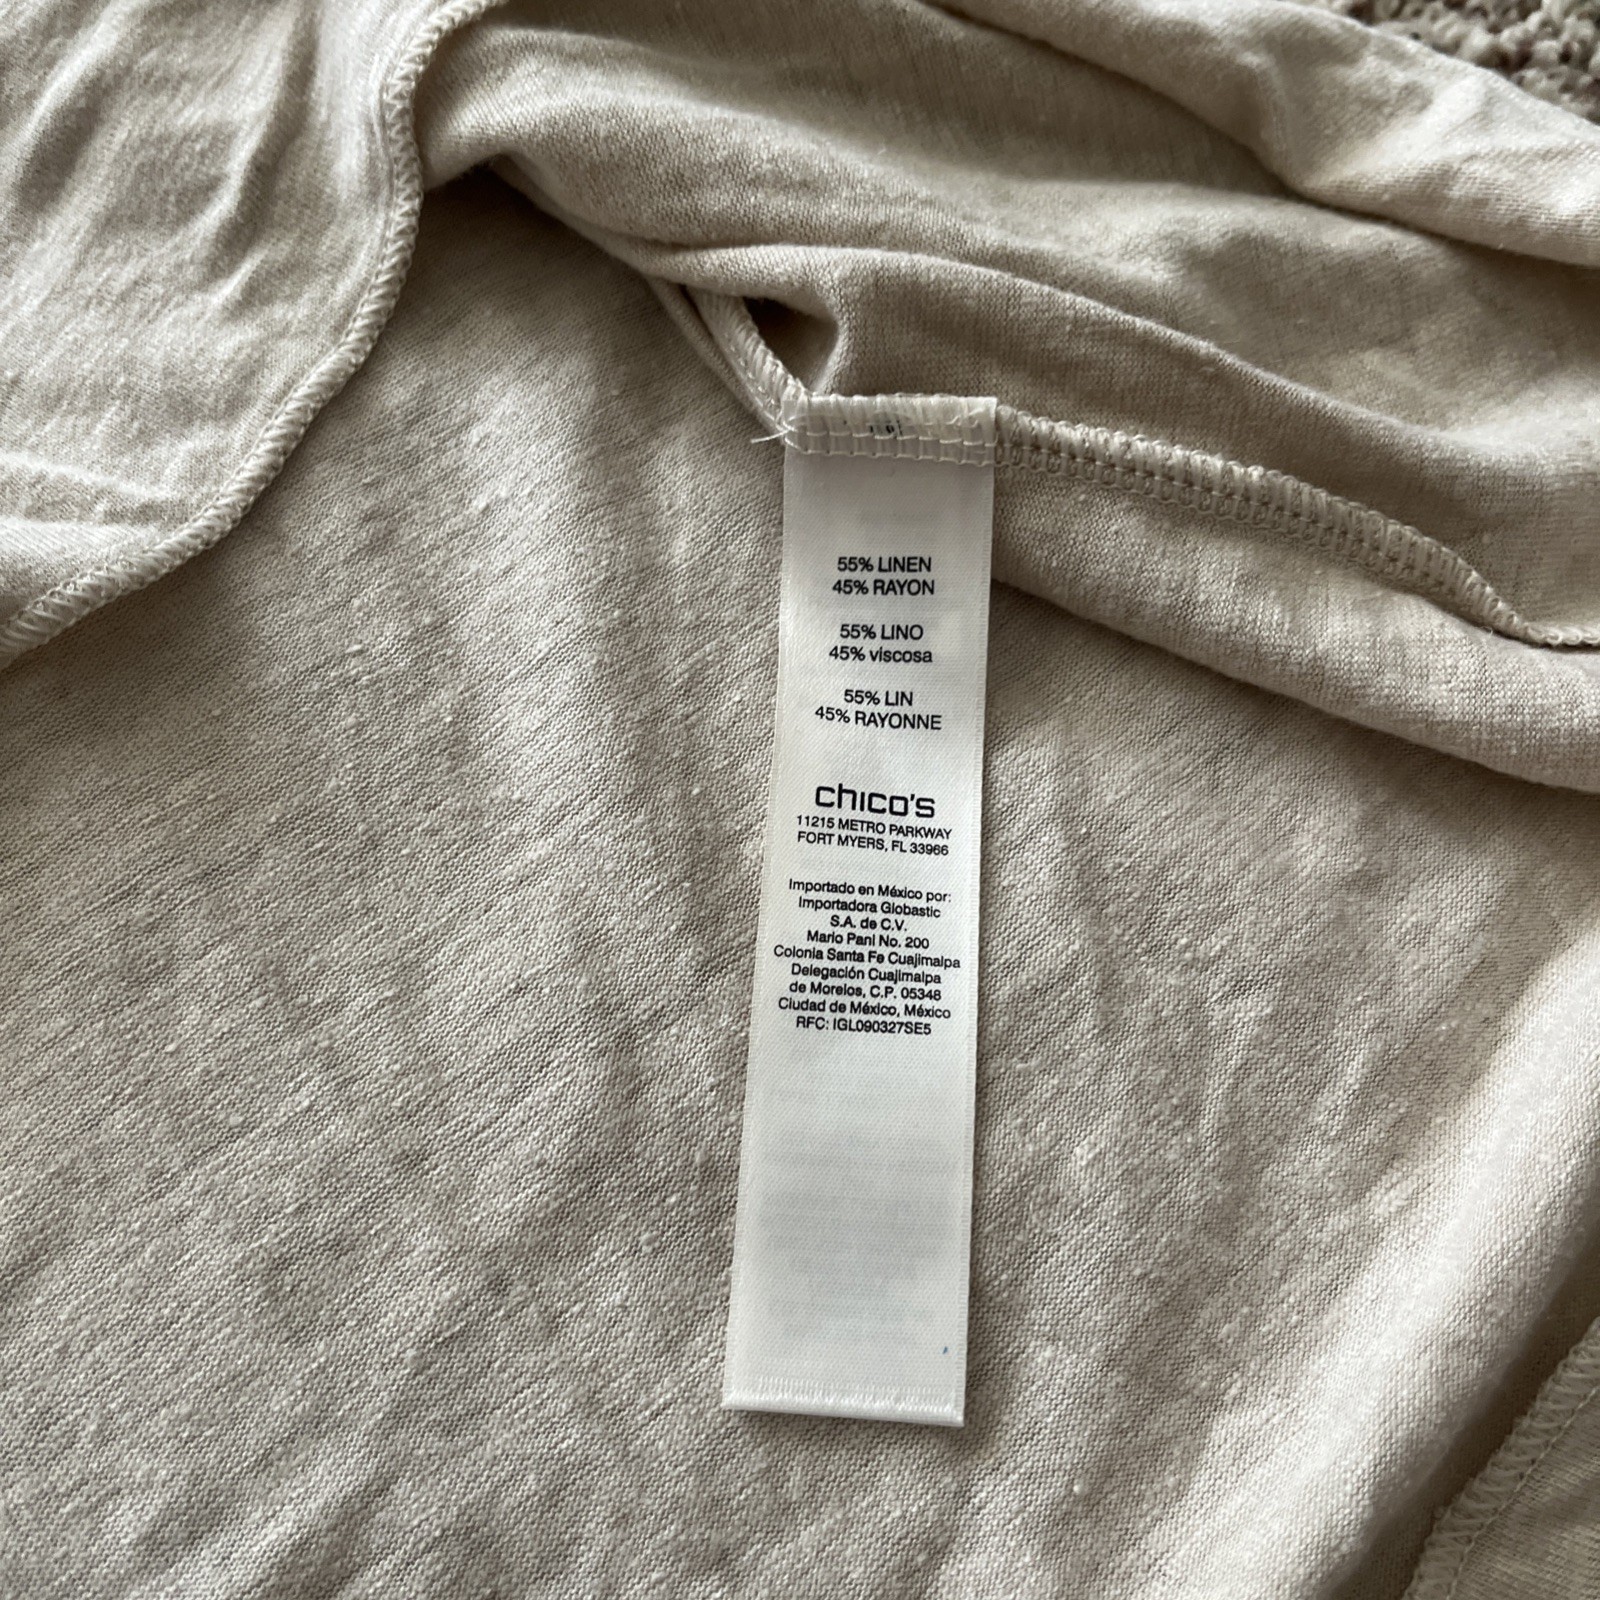 55% LINEN
45% RAYON
55% LINO
45% viscosa
55% LIN
45% RAYONNE
chico's
11215 METRO PARKWAY
FORT MYERS, FL 33966
Importado en México por:
Importadora Globastic
S.A. de C.V.
Mario Pani No. 200
Colonia Santa Fe Cuajimalpa
Delegación Cuajimalpa
de Morelos, C.P. 05348
Ciudad de México, México
RFC: IGL090327SE5